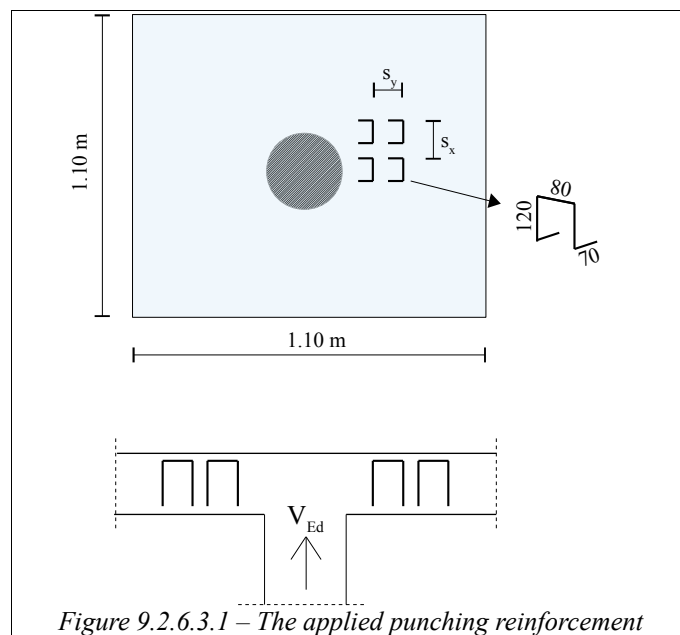 s_y
s_x
1.10 m
80
120
70
1.10 m
V_Ed
Figure 9.2.6.3.1 – The applied punching reinforcement